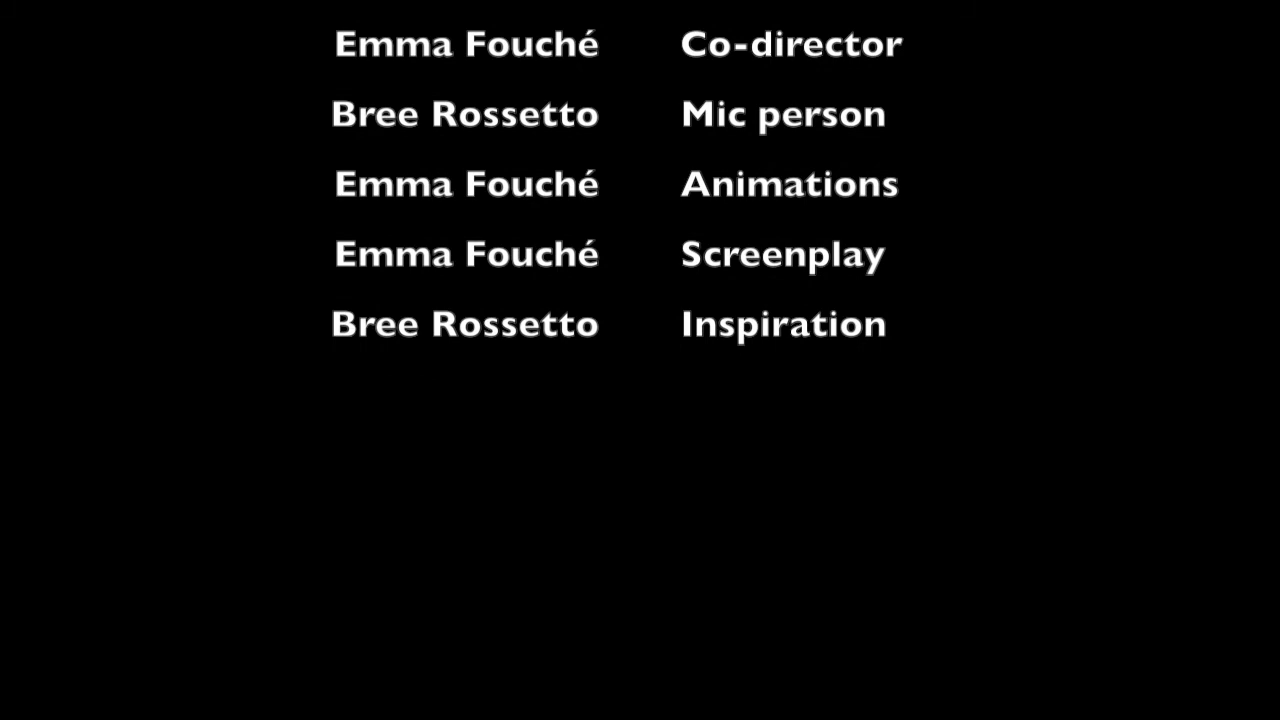 Emma Fouché Co-director
Bree Rossetto Mic person
Emma Fouché Animations
Emma Fouché Screenplay
Bree Rossetto Inspiration